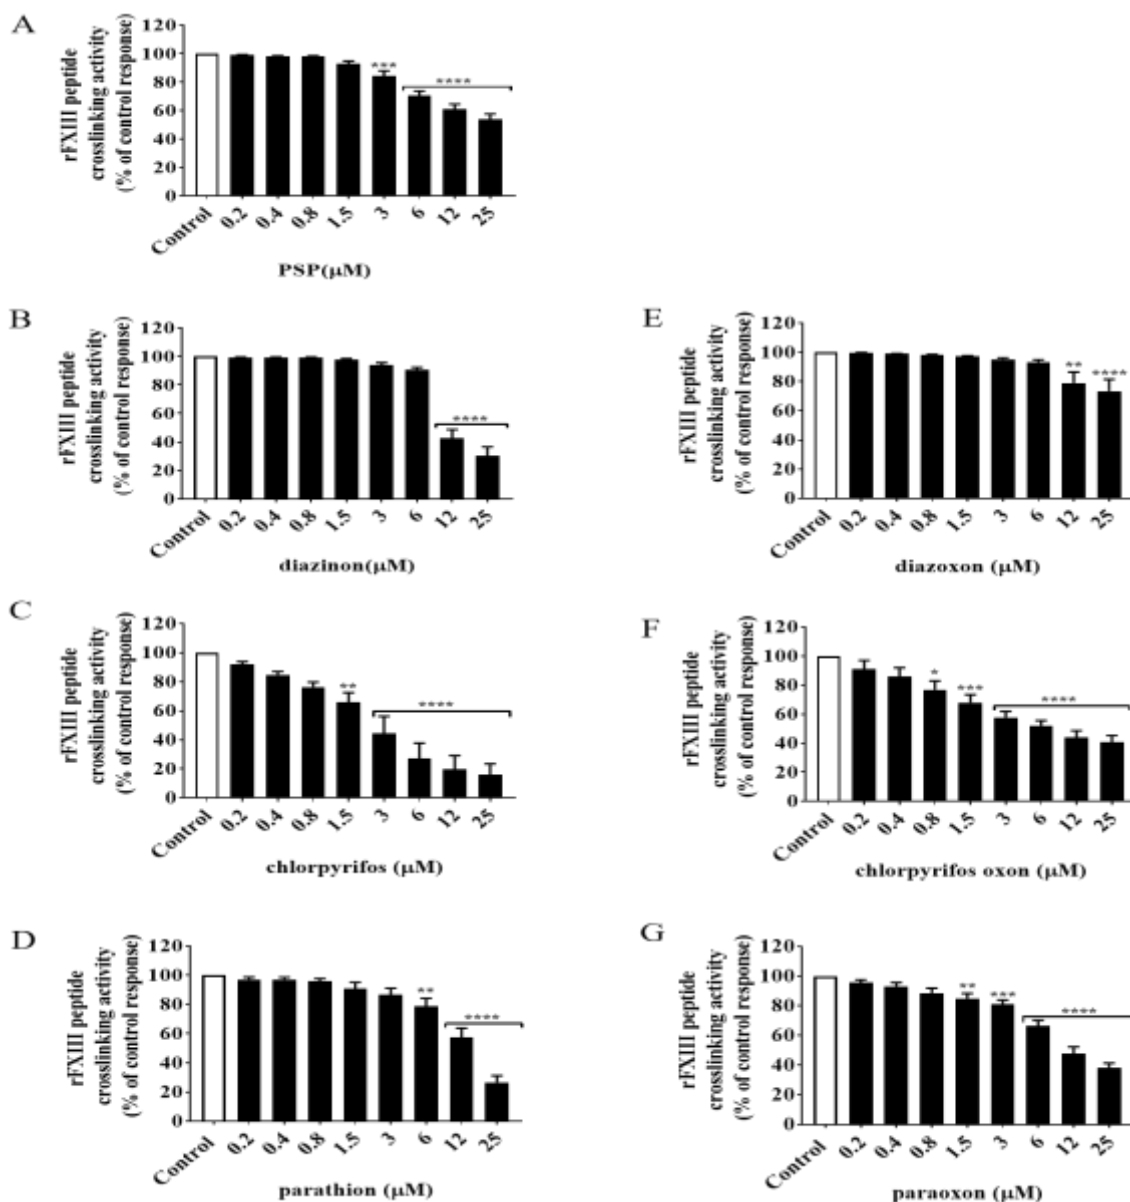 A
rFXIII peptide
crosslinking activity
(% of control response)
120
100
80
60
40
20
0
***
****
Control
0.2
0.4
0.8
1.5
3
6
12
25
PSP(μM)
B
rFXIII peptide
crosslinking activity
(% of control response)
120
100
80
60
40
20
0
****
Control
0.2
0.4
0.8
1.5
3
6
12
25
diazinon(μM)
E
rFXIII peptide
crosslinking activity
(% of control response)
120
100
80
60
40
20
0
**
****
Control
0.2
0.4
0.8
1.5
3
6
12
25
diazoxon (μM)
C
rFXIII peptide
crosslinking activity
(% of control response)
120
100
80
60
40
20
0
**
****
Control
0.2
0.4
0.8
1.5
3
6
12
25
chlorpyrifos (μM)
F
rFXIII peptide
crosslinking activity
(% of control response)
120
100
80
60
40
20
0
*
***
****
Control
0.2
0.4
0.8
1.5
3
6
12
25
chlorpyrifos oxon (μM)
D
rFXIII peptide
crosslinking activity
(% of control response)
120
100
80
60
40
20
0
**
****
Control
0.2
0.4
0.8
1.5
3
6
12
25
parathion (μM)
G
rFXIII peptide
crosslinking activity
(% of control response)
120
100
80
60
40
20
0
**
***
****
Control
0.2
0.4
0.8
1.5
3
6
12
25
paraoxon (μM)